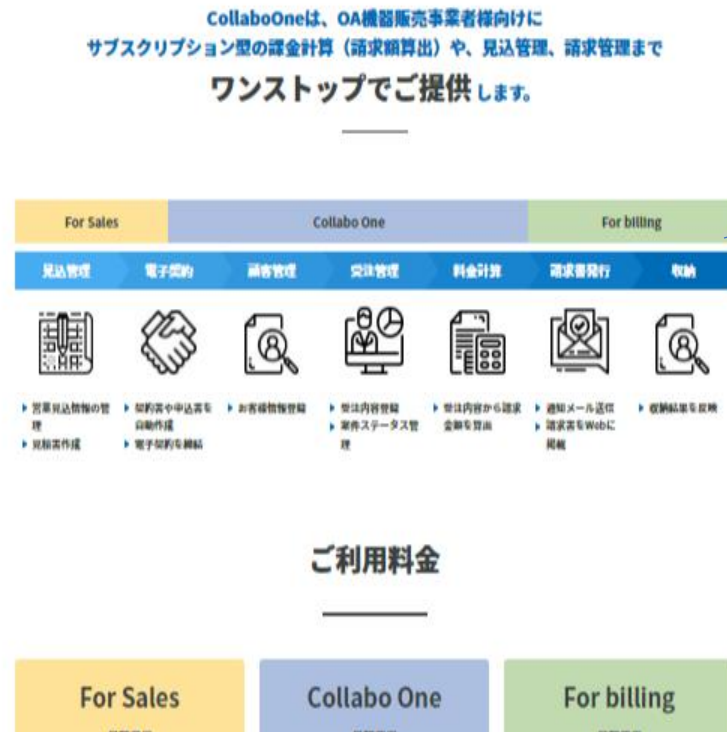 CollaboOneは、OA機器販売事業者様向けに
サブスクリプション型の課金計算（請求額算出）や、見込管理、請求管理まで
ワンストップでご提供します。
For Sales
Collabo One
For billing
見込管理
電子契約
顧客管理
受注管理
料金計算
請求書発行
収納
営業見込情報の管
理
見積書作成
契約書や申込書を
自動作成
電子契約を締結
お客様情報登録
受注内容登録
案件ステータス管
理
受注内容から請求
金額を算出
通知メール送信
請求書をWebに
掲載
収納結果を反映
ご利用料金
For Sales
Collabo One
For billing